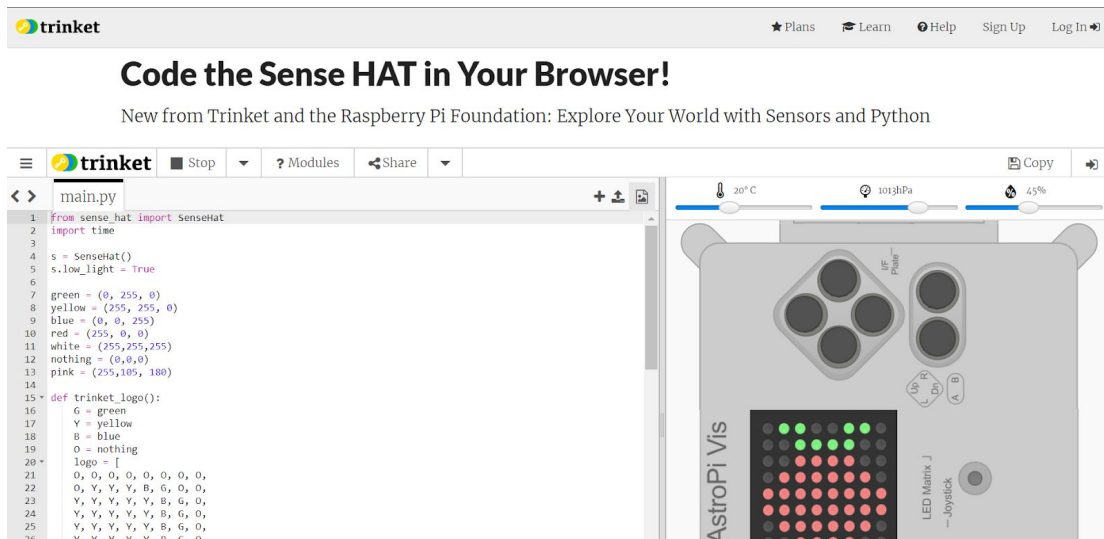 trinket
Plans Learn Help Sign Up Log In
Code the Sense HAT in Your Browser!
New from Trinket and the Raspberry Pi Foundation: Explore Your World with Sensors and Python
trinket Stop ? Modules Share Copy
< > main.py +
20° C 1013hPa 45%
1 from sense_hat import SenseHat
2 import time
3
4 s = SenseHat()
5 s.low_light = True
6
7 green = (0, 255, 0)
8 yellow = (255, 255, 0)
9 blue = (0, 0, 255)
10 red = (255, 0, 0)
11 white = (255,255,255)
12 nothing = (0,0,0)
13 pink = (255,105, 180)
14
15 def trinket_logo():
16 G = green
17 Y = yellow
18 B = blue
19 O = nothing
20 logo = [
21 O, O, O, O, O, O, O, O,
22 O, Y, Y, Y, B, G, O, O,
23 Y, Y, Y, Y, Y, B, G, O,
24 Y, Y, Y, Y, Y, B, G, O,
25 Y, Y, Y, Y, Y, B, G, O,
26 Y, Y, Y, Y, Y, B, G, O,
I/F
Plate
Up R
L Dn
A B
AstroPi Vis
LED Matrix
Joystick